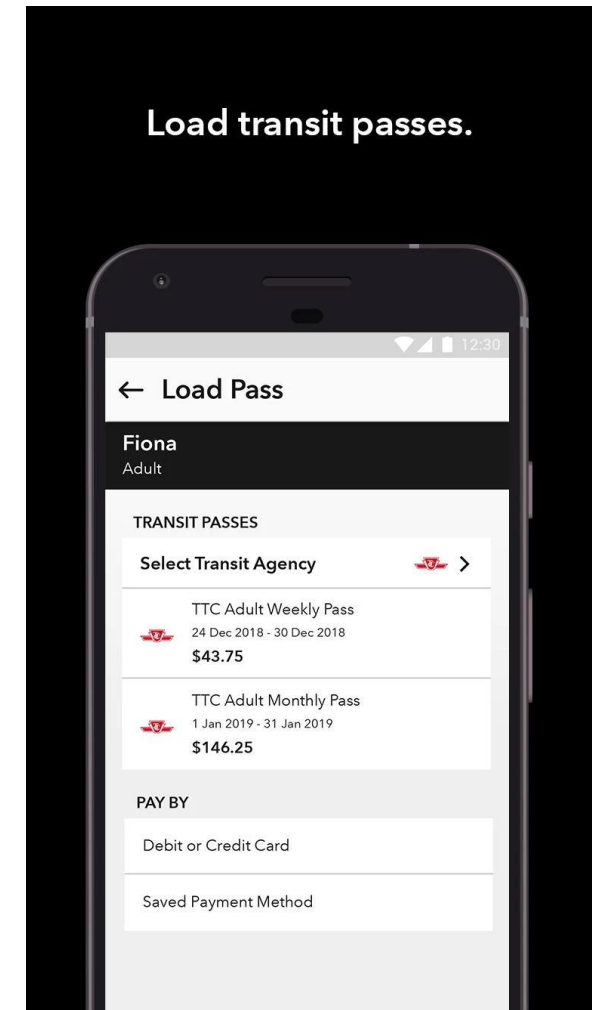 Load transit passes.
12:30
Load Pass
Fiona
Adult
TRANSIT PASSES
Select Transit Agency
TTC Adult Weekly Pass
24 Dec 2018 - 30 Dec 2018
$43.75
TTC Adult Monthly Pass
1 Jan 2019 - 31 Jan 2019
$146.25
PAY BY
Debit or Credit Card
Saved Payment Method